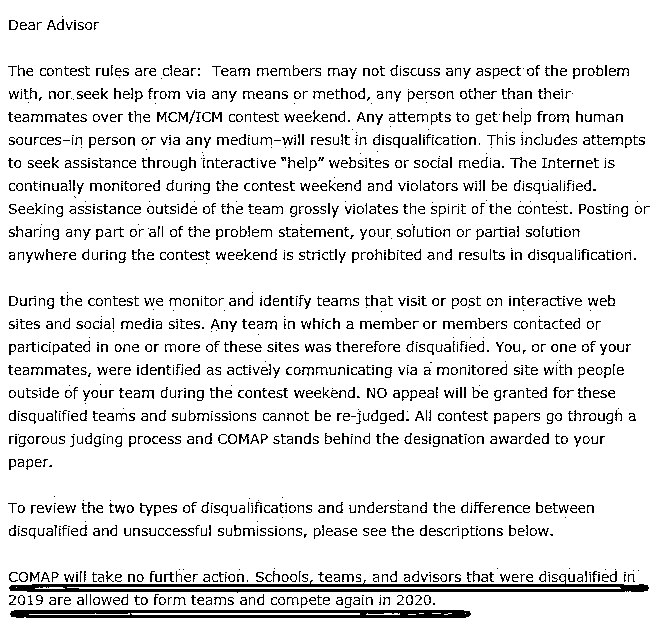 Dear Advisor
The contest rules are clear:  Team members may not discuss any aspect of the problem
with, nor seek help from via any means or method, any person other than their
teammates over the MCM/ICM contest weekend. Any attempts to get help from human
sources–in person or via any medium–will result in disqualification. This includes attempts
to seek assistance through interactive "help" websites or social media. The Internet is
continually monitored during the contest weekend and violators will be disqualified.
Seeking assistance outside of the team grossly violates the spirit of the contest. Posting or
sharing any part or all of the problem statement, your solution or partial solution
anywhere during the contest weekend is strictly prohibited and results in disqualification.
During the contest we monitor and identify teams that visit or post on interactive web
sites and social media sites. Any team in which a member or members contacted or
participated in one or more of these sites was therefore disqualified. You, or one of your
teammates, were identified as actively communicating via a monitored site with people
outside of your team during the contest weekend. NO appeal will be granted for these
disqualified teams and submissions cannot be re-judged. All contest papers go through a
rigorous judging process and COMAP stands behind the designation awarded to your
paper.
To review the two types of disqualifications and understand the difference between
disqualified and unsuccessful submissions, please see the descriptions below.
COMAP will take no further action. Schools, teams, and advisors that were disqualified in
2019 are allowed to form teams and compete again in 2020.